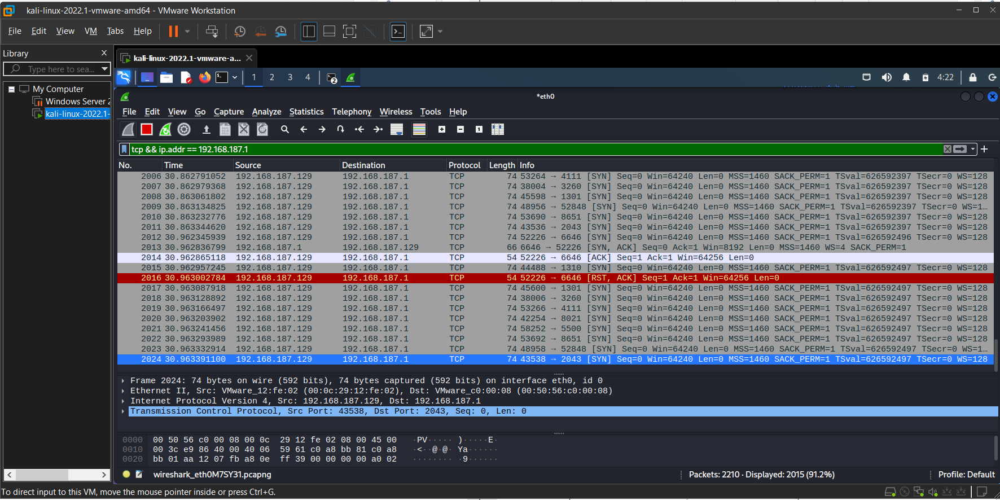 kali-linux-2022.1-vmware-amd64 - VMware Workstation
File Edit View VM Tabs Help
Library
Type here to sea...
My Computer
Windows Server 2
kali-linux-2022.1-
kali-linux-2022.1-vmware-a...
1 2 3 4 2 4:22
*eth0
File Edit View Go Capture Analyze Statistics Telephony Wireless Tools Help
tcp && ip.addr == 192.168.187.1
No. Time Source Destination Protocol Length Info
2006 30.862791052 192.168.187.129 192.168.187.1 TCP 74 53264 → 4111 [SYN] Seq=0 Win=64240 Len=0 MSS=1460 SACK_PERM=1 TSval=626592397 TSecr=0 WS=128
2007 30.862979368 192.168.187.129 192.168.187.1 TCP 74 38004 → 3260 [SYN] Seq=0 Win=64240 Len=0 MSS=1460 SACK_PERM=1 TSval=626592397 TSecr=0 WS=128
2008 30.863061802 192.168.187.129 192.168.187.1 TCP 74 45598 → 1301 [SYN] Seq=0 Win=64240 Len=0 MSS=1460 SACK_PERM=1 TSval=626592397 TSecr=0 WS=128
2009 30.863134825 192.168.187.129 192.168.187.1 TCP 74 48956 → 52848 [SYN] Seq=0 Win=64240 Len=0 MSS=1460 SACK_PERM=1 TSval=626592397 TSecr=0 WS=1...
2010 30.863232776 192.168.187.129 192.168.187.1 TCP 74 53690 → 8651 [SYN] Seq=0 Win=64240 Len=0 MSS=1460 SACK_PERM=1 TSval=626592397 TSecr=0 WS=128
2011 30.863344620 192.168.187.129 192.168.187.1 TCP 74 43536 → 2043 [SYN] Seq=0 Win=64240 Len=0 MSS=1460 SACK_PERM=1 TSval=626592397 TSecr=0 WS=128
2012 30.962345939 192.168.187.129 192.168.187.1 TCP 74 52226 → 6646 [SYN] Seq=0 Win=64240 Len=0 MSS=1460 SACK_PERM=1 TSval=626592496 TSecr=0 WS=128
2013 30.962836799 192.168.187.1 192.168.187.129 TCP 66 6646 → 52226 [SYN, ACK] Seq=0 Ack=1 Win=8192 Len=0 MSS=1460 WS=4 SACK_PERM=1
2014 30.962865118 192.168.187.129 192.168.187.1 TCP 54 52226 → 6646 [ACK] Seq=1 Ack=1 Win=64256 Len=0
2015 30.962957245 192.168.187.129 192.168.187.1 TCP 74 44488 → 1310 [SYN] Seq=0 Win=64240 Len=0 MSS=1460 SACK_PERM=1 TSval=626592497 TSecr=0 WS=128
2016 30.963002784 192.168.187.129 192.168.187.1 TCP 54 52226 → 6646 [RST, ACK] Seq=1 Ack=1 Win=64256 Len=0
2017 30.963087918 192.168.187.129 192.168.187.1 TCP 74 45600 → 1301 [SYN] Seq=0 Win=64240 Len=0 MSS=1460 SACK_PERM=1 TSval=626592497 TSecr=0 WS=128
2018 30.963128892 192.168.187.129 192.168.187.1 TCP 74 38006 → 3260 [SYN] Seq=0 Win=64240 Len=0 MSS=1460 SACK_PERM=1 TSval=626592497 TSecr=0 WS=128
2019 30.963166497 192.168.187.129 192.168.187.1 TCP 74 53266 → 4111 [SYN] Seq=0 Win=64240 Len=0 MSS=1460 SACK_PERM=1 TSval=626592497 TSecr=0 WS=128
2020 30.963203902 192.168.187.129 192.168.187.1 TCP 74 42254 → 8021 [SYN] Seq=0 Win=64240 Len=0 MSS=1460 SACK_PERM=1 TSval=626592497 TSecr=0 WS=128
2021 30.963241456 192.168.187.129 192.168.187.1 TCP 74 58252 → 5500 [SYN] Seq=0 Win=64240 Len=0 MSS=1460 SACK_PERM=1 TSval=626592497 TSecr=0 WS=128
2022 30.963293989 192.168.187.129 192.168.187.1 TCP 74 53692 → 8651 [SYN] Seq=0 Win=64240 Len=0 MSS=1460 SACK_PERM=1 TSval=626592497 TSecr=0 WS=128
2023 30.963332914 192.168.187.129 192.168.187.1 TCP 74 48958 → 52848 [SYN] Seq=0 Win=64240 Len=0 MSS=1460 SACK_PERM=1 TSval=626592497 TSecr=0 WS=1...
2024 30.963391100 192.168.187.129 192.168.187.1 TCP 74 43538 → 2043 [SYN] Seq=0 Win=64240 Len=0 MSS=1460 SACK_PERM=1 TSval=626592497 TSecr=0 WS=128
Frame 2024: 74 bytes on wire (592 bits), 74 bytes captured (592 bits) on interface eth0, id 0
Ethernet II, Src: VMware_12:fe:02 (00:0c:29:12:fe:02), Dst: VMware_c0:00:08 (00:50:56:c0:00:08)
Internet Protocol Version 4, Src: 192.168.187.129, Dst: 192.168.187.1
Transmission Control Protocol, Src Port: 43538, Dst Port: 2043, Seq: 0, Len: 0
0000 00 50 56 c0 00 08 00 0c 29 12 fe 02 08 00 45 00 ·PV····· )·····E·
0010 00 3c e9 86 40 00 40 06 59 61 c0 a8 bb 81 c0 a8 ·<··@·@· Ya······
0020 bb 01 aa 12 07 fb a8 0e ff 39 00 00 00 00 a0 02 ········ ·9······
wireshark_eth0M7SY31.pcapng
Packets: 2210 · Displayed: 2015 (91.2%)
Profile: Default
To direct input to this VM, move the mouse pointer inside or press Ctrl+G.